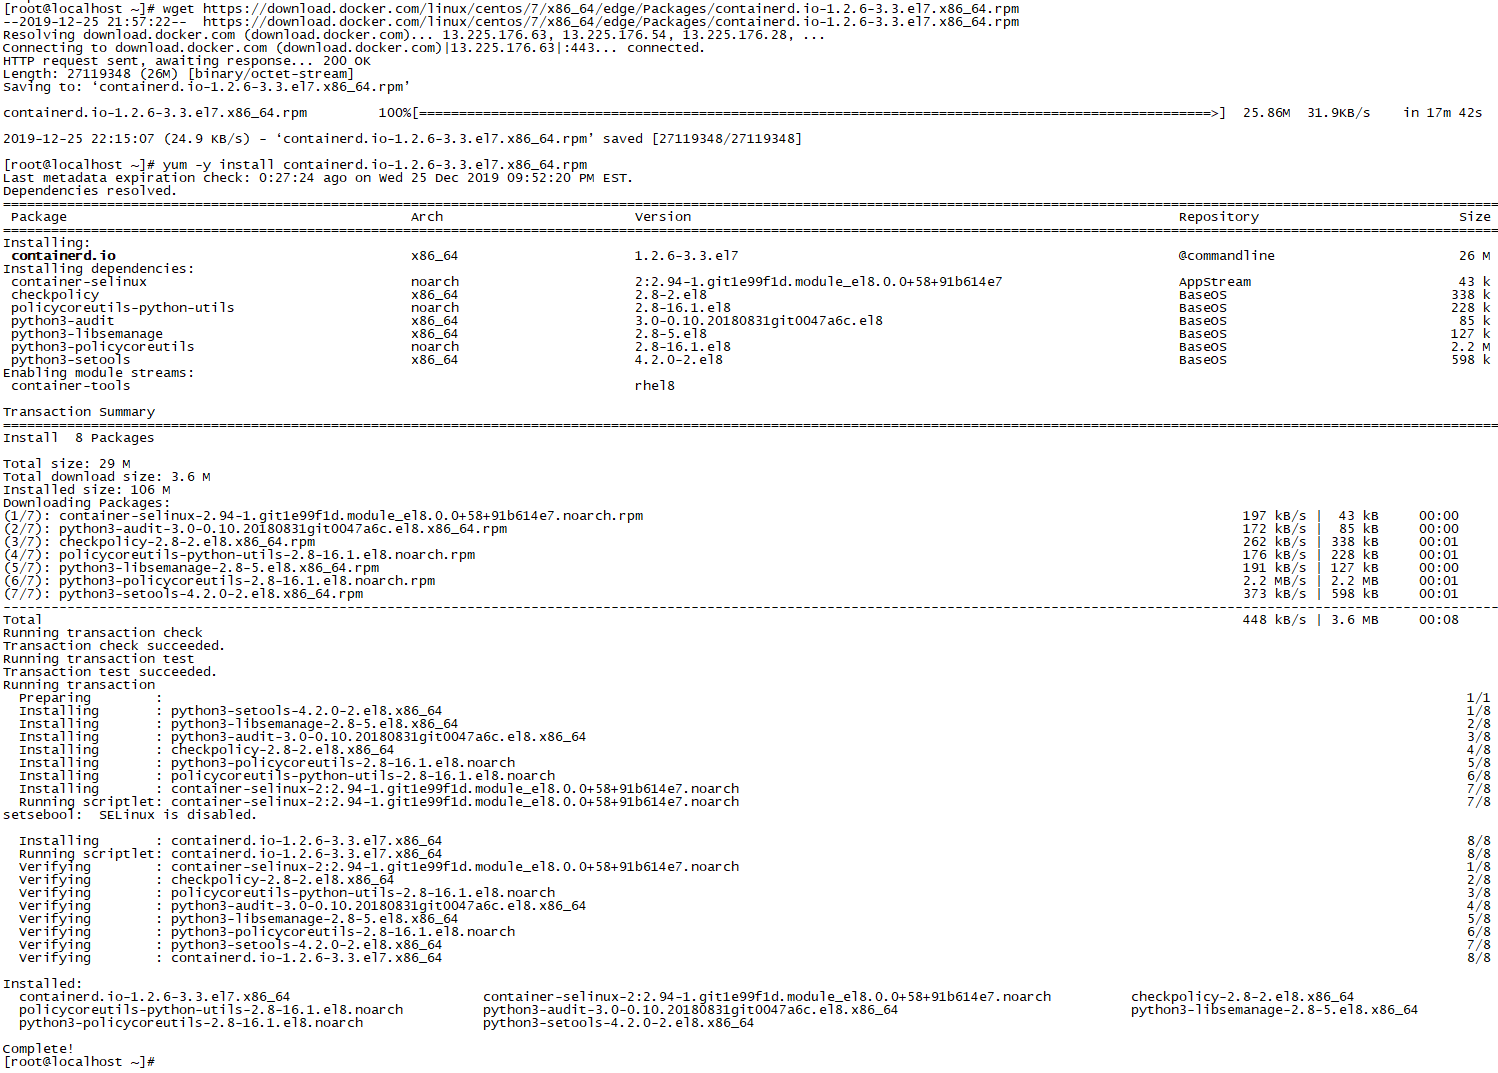 [root@localhost ~]# wget https://download.docker.com/linux/centos/7/x86_64/edge/Packages/containerd.io-1.2.6-3.3.el7.x86_64.rpm
--2019-12-25 21:57:22--  https://download.docker.com/linux/centos/7/x86_64/edge/Packages/containerd.io-1.2.6-3.3.el7.x86_64.rpm
Resolving download.docker.com (download.docker.com)... 13.225.176.63, 13.225.176.54, 13.225.176.28, ...
Connecting to download.docker.com (download.docker.com)|13.225.176.63|:443... connected.
HTTP request sent, awaiting response... 200 OK
Length: 27119348 (26M) [binary/octet-stream]
Saving to: ‘containerd.io-1.2.6-3.3.el7.x86_64.rpm’
containerd.io-1.2.6-3.3.el7.x86_64.rpm 100%[===================================================================================================>] 25.86M 31.9KB/s in 17m 42s
2019-12-25 22:15:07 (24.9 KB/s) - ‘containerd.io-1.2.6-3.3.el7.x86_64.rpm’ saved [27119348/27119348]
[root@localhost ~]# yum -y install containerd.io-1.2.6-3.3.el7.x86_64.rpm
Last metadata expiration check: 0:27:24 ago on Wed 25 Dec 2019 09:52:20 PM EST.
Dependencies resolved.
Package Arch Version Repository Size
Installing:
containerd.io x86_64 1.2.6-3.3.el7 @commandline 26 M
Installing dependencies:
container-selinux noarch 2:2.94-1.git1e99f1d.module_el8.0.0+58+91b614e7 AppStream 43 k
checkpolicy x86_64 2.8-2.el8 BaseOS 338 k
policycoreutils-python-utils noarch 2.8-16.1.el8 BaseOS 228 k
python3-audit x86_64 3.0-0.10.20180831git0047a6c.el8 BaseOS 85 k
python3-libsemanage x86_64 2.8-5.el8 BaseOS 127 k
python3-policycoreutils noarch 2.8-16.1.el8 BaseOS 2.2 M
python3-setools x86_64 4.2.0-2.el8 BaseOS 598 k
Enabling module streams:
container-tools rhel8
Transaction Summary
Install  8 Packages
Total size: 29 M
Total download size: 3.6 M
Installed size: 106 M
Downloading Packages:
(1/7): container-selinux-2.94-1.git1e99f1d.module_el8.0.0+58+91b614e7.noarch.rpm 197 kB/s |  43 kB 00:00
(2/7): python3-audit-3.0-0.10.20180831git0047a6c.el8.x86_64.rpm 172 kB/s |  85 kB 00:00
(3/7): checkpolicy-2.8-2.el8.x86_64.rpm 262 kB/s | 338 kB 00:01
(4/7): policycoreutils-python-utils-2.8-16.1.el8.noarch.rpm 176 kB/s | 228 kB 00:01
(5/7): python3-libsemanage-2.8-5.el8.x86_64.rpm 191 kB/s | 127 kB 00:00
(6/7): python3-policycoreutils-2.8-16.1.el8.noarch.rpm 2.2 MB/s | 2.2 MB 00:01
(7/7): python3-setools-4.2.0-2.el8.x86_64.rpm 373 kB/s | 598 kB 00:01
Total 448 kB/s | 3.6 MB 00:08
Running transaction check
Transaction check succeeded.
Running transaction test
Transaction test succeeded.
Running transaction
Preparing : 1/1
Installing : python3-setools-4.2.0-2.el8.x86_64 1/8
Installing : python3-libsemanage-2.8-5.el8.x86_64 2/8
Installing : python3-audit-3.0-0.10.20180831git0047a6c.el8.x86_64 3/8
Installing : checkpolicy-2.8-2.el8.x86_64 4/8
Installing : python3-policycoreutils-2.8-16.1.el8.noarch 5/8
Installing : policycoreutils-python-utils-2.8-16.1.el8.noarch 6/8
Installing : container-selinux-2:2.94-1.git1e99f1d.module_el8.0.0+58+91b614e7.noarch 7/8
Running scriptlet: container-selinux-2:2.94-1.git1e99f1d.module_el8.0.0+58+91b614e7.noarch 7/8
setsebool:  SELinux is disabled.
Installing : containerd.io-1.2.6-3.3.el7.x86_64 8/8
Running scriptlet: containerd.io-1.2.6-3.3.el7.x86_64 8/8
Verifying : container-selinux-2:2.94-1.git1e99f1d.module_el8.0.0+58+91b614e7.noarch 1/8
Verifying : checkpolicy-2.8-2.el8.x86_64 2/8
Verifying : policycoreutils-python-utils-2.8-16.1.el8.noarch 3/8
Verifying : python3-audit-3.0-0.10.20180831git0047a6c.el8.x86_64 4/8
Verifying : python3-libsemanage-2.8-5.el8.x86_64 5/8
Verifying : python3-policycoreutils-2.8-16.1.el8.noarch 6/8
Verifying : python3-setools-4.2.0-2.el8.x86_64 7/8
Verifying : containerd.io-1.2.6-3.3.el7.x86_64 8/8
Installed:
containerd.io-1.2.6-3.3.el7.x86_64 container-selinux-2:2.94-1.git1e99f1d.module_el8.0.0+58+91b614e7.noarch checkpolicy-2.8-2.el8.x86_64
policycoreutils-python-utils-2.8-16.1.el8.noarch python3-audit-3.0-0.10.20180831git0047a6c.el8.x86_64 python3-libsemanage-2.8-5.el8.x86_64
python3-policycoreutils-2.8-16.1.el8.noarch python3-setools-4.2.0-2.el8.x86_64
Complete!
[root@localhost ~]#